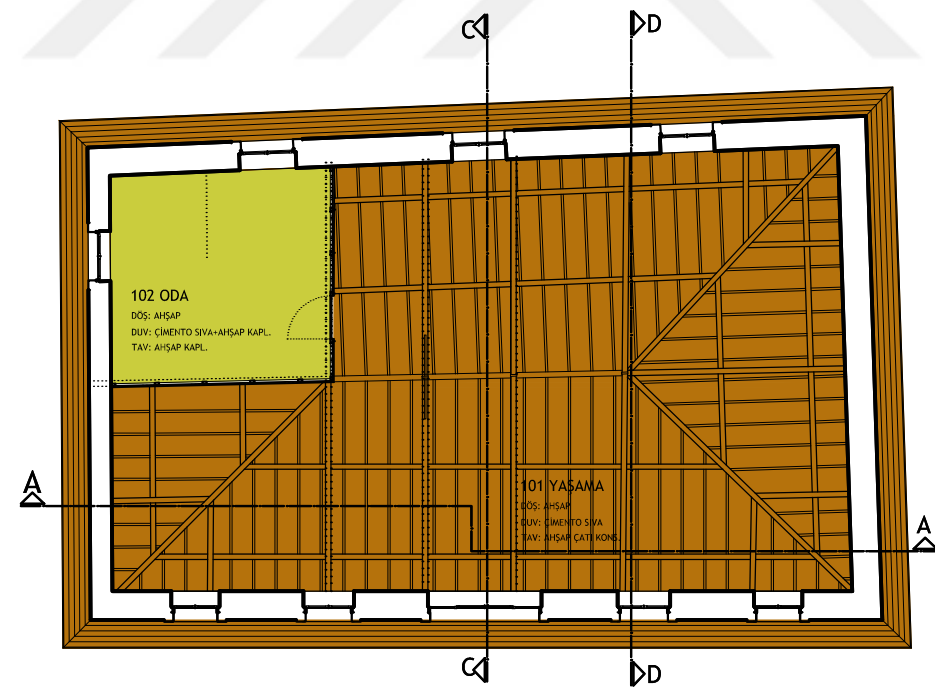 C D
102 ODA
DÖŞ: AHŞAP
DUV: ÇİMENTO SIVA+AHŞAP KAPL.
TAV: AHŞAP KAPL.
A
101 YAŞAMA
DÖŞ: AHŞAP
DUV: ÇİMENTO SIVA
TAV: AHŞAP ÇATI KONS.
A
C D